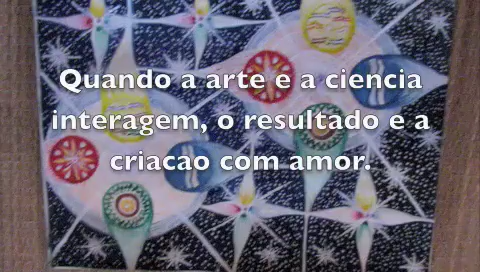 Quando a arte e a ciencia
interagem, o resultado e a
criacao com amor.